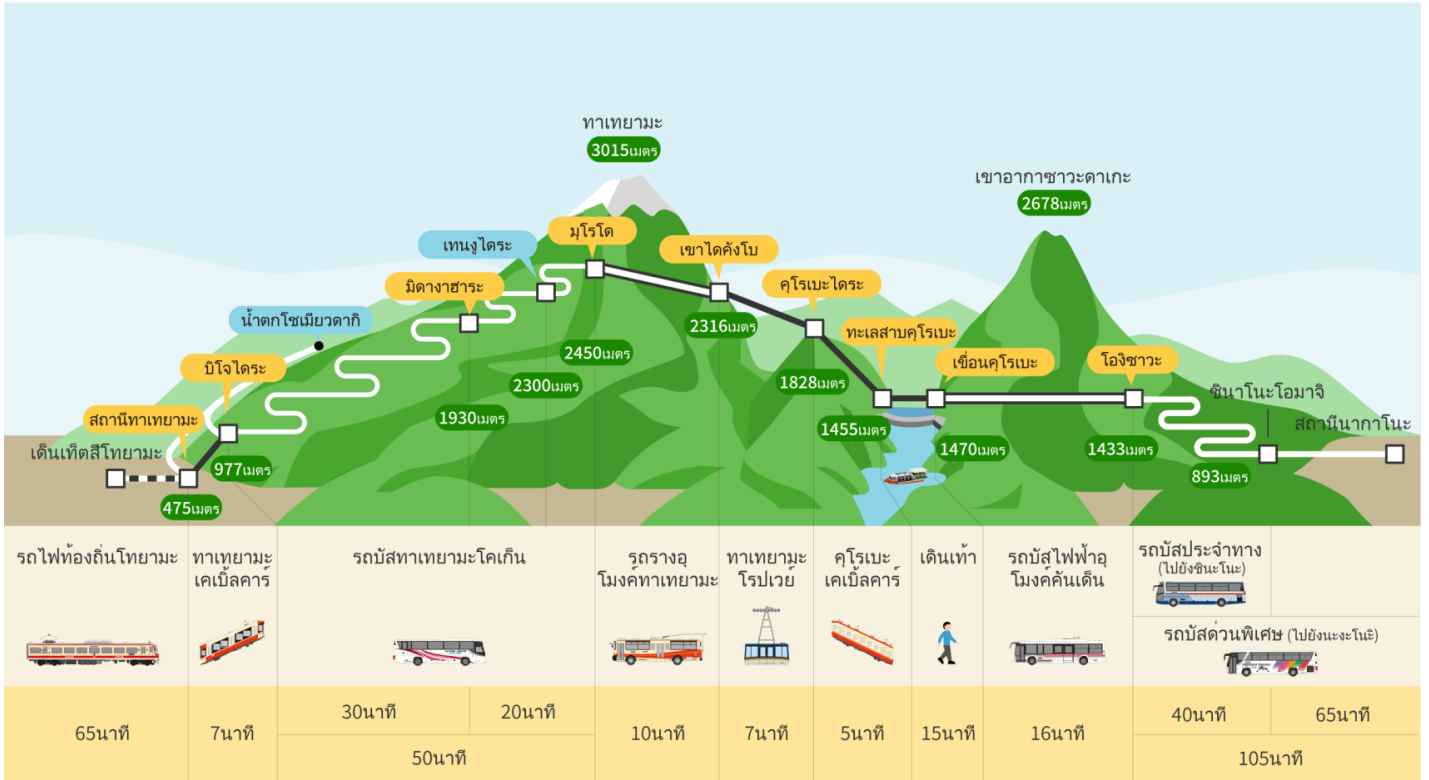 ทาเทยามะ
3015เมตร
เขาอากาซาวะดาเกะ
2678เมตร
มุโรโด
เทนงูไดระ
เขาไดคังโบ
มิดางาฮาระ
คุโรเบะไดระ
น้ำตกโชเมียวดากิ
2316เมตร
ทะเลสาบคุโรเบะ
2450เมตร
บิโจไดระ
เขื่อนคุโรเบะ
โองิซาวะ
2300เมตร
1828เมตร
ชินาโนะโอมาจิ
สถานีทาเทยามะ
1930เมตร
1455เมตร
สถานีนากาโนะ
เด็นเท็ตสึโทยามะ
977เมตร
1470เมตร
1433เมตร
893เมตร
475เมตร
รถไฟท้องถิ่นโทยามะ
ทาเทยามะ
เคเบิ้ลคาร์
รถบัสทาเทยามะโคเก็น
รถรางอุ
โมงค์ทาเทยามะ
ทาเทยามะ
โรปเวย์
คุโรเบะ
เคเบิ้ลคาร์
เดินเท้า
รถบัสไฟฟ้าอุ
โมงค์คันเด็น
รถบัสประจำทาง
(ไปยังชินะโนะ)
รถบัสด่วนพิเศษ (ไปยังนะงะโนะ)
65นาที
7นาที
30นาที
20นาที
50นาที
10นาที
7นาที
5นาที
15นาที
16นาที
40นาที
65นาที
105นาที